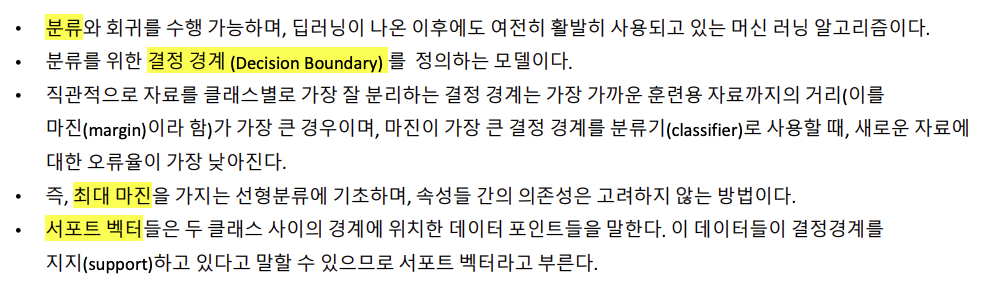 • 분류와 회귀를 수행 가능하며, 딥러닝이 나온 이후에도 여전히 활발히 사용되고 있는 머신 러닝 알고리즘이다.
• 분류를 위한 결정 경계 (Decision Boundary) 를 정의하는 모델이다.
• 직관적으로 자료를 클래스별로 가장 잘 분리하는 결정 경계는 가장 가까운 훈련용 자료까지의 거리(이를
마진(margin)이라 함)가 가장 큰 경우이며, 마진이 가장 큰 결정 경계를 분류기(classifier)로 사용할 때, 새로운 자료에
대한 오류율이 가장 낮아진다.
• 즉, 최대 마진을 가지는 선형분류에 기초하며, 속성들 간의 의존성은 고려하지 않는 방법이다.
• 서포트 벡터들은 두 클래스 사이의 경계에 위치한 데이터 포인트들을 말한다. 이 데이터들이 결정경계를
지지(support)하고 있다고 말할 수 있으므로 서포트 벡터라고 부른다.